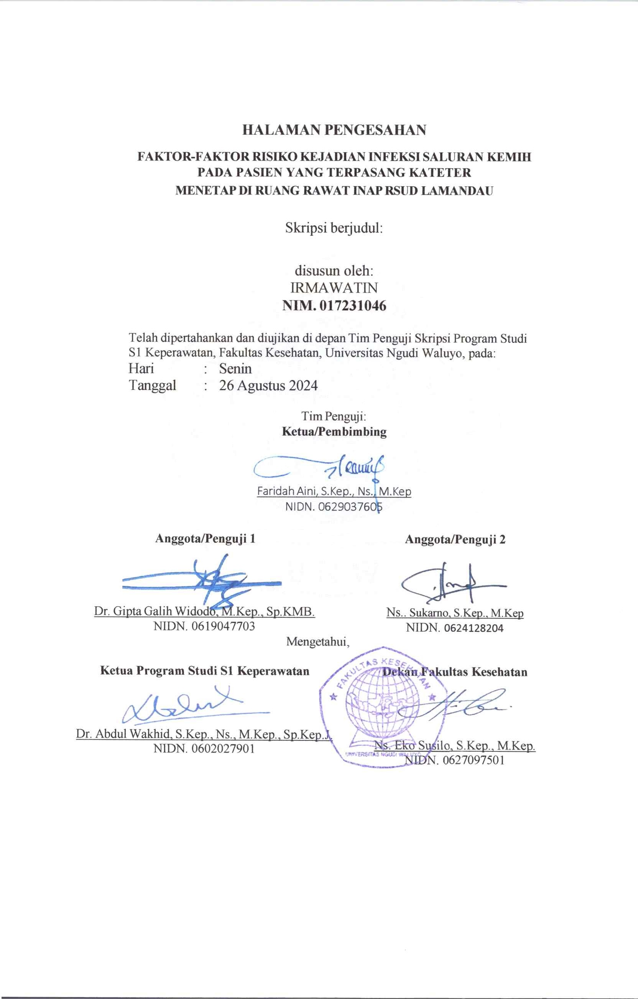 HALAMAN PENGESAHAN
FAKTOR-FAKTOR RISIKO KEJADIAN INFEKSI SALURAN KEMIH
PADA PASIEN YANG TERPASANG KATETER
MENETAP DI RUANG RAWAT INAP RSUD LAMANDAU
Skripsi berjudul:
disusun oleh:
IRMAWATIN
NIM. 017231046
Telah dipertahankan dan diujikan di depan Tim Penguji Skripsi Program Studi
S1 Keperawatan, Fakultas Kesehatan, Universitas Ngudi Waluyo, pada:
Hari : Senin
Tanggal : 26 Agustus 2024
Tim Penguji:
Ketua/Pembimbing
Faridah Aini, S.Kep., Ns., M.Kep
NIDN. 0629037605
Anggota/Penguji 1
Dr. Gipta Galih Widodo, M.Kep., Sp.KMB.
NIDN. 0619047703
Anggota/Penguji 2
Ns.. Sukarno, S.Kep., M.Kep
NIDN. 0624128204
Mengetahui,
Ketua Program Studi S1 Keperawatan
Dr. Abdul Wakhid, S.Kep., Ns., M.Kep., Sp.Kep.J.
NIDN. 0602027901
Dekan Fakultas Kesehatan
Ns. Eko Susilo, S.Kep., M.Kep.
NIDN. 0627097501
FAKULTAS KESEHATAN
UNIVERSITAS NGUDI WALUYO